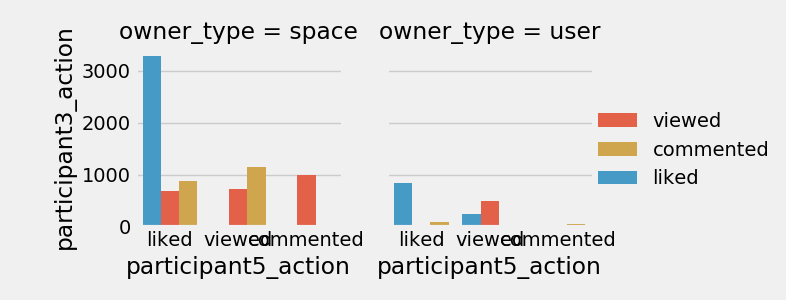 owner_type = space
owner_type = user
participant3_action
3000
2000
1000
0
liked
viewed
commented
liked
viewed
commented
participant5_action
participant5_action
viewed
commented
liked